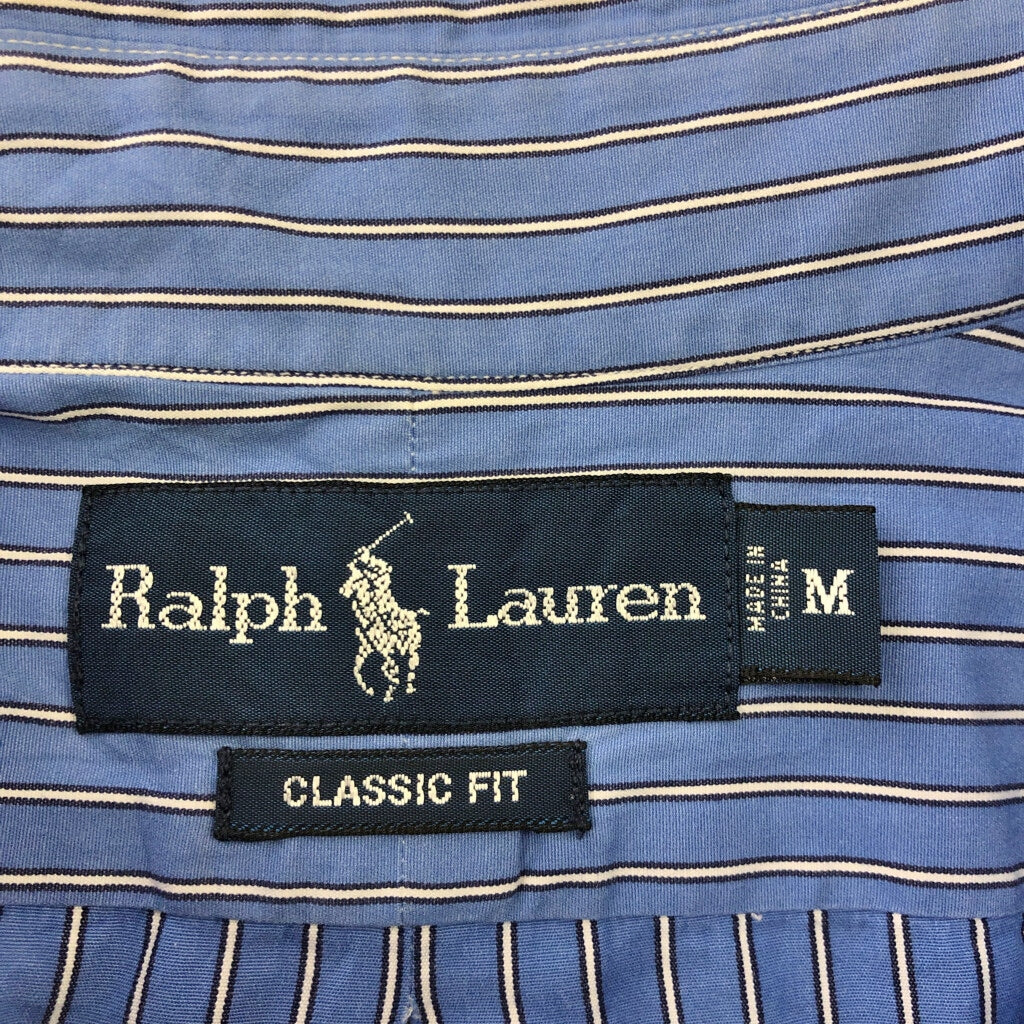 Ralph Lauren
MADE IN
CHINA
M
CLASSIC FIT